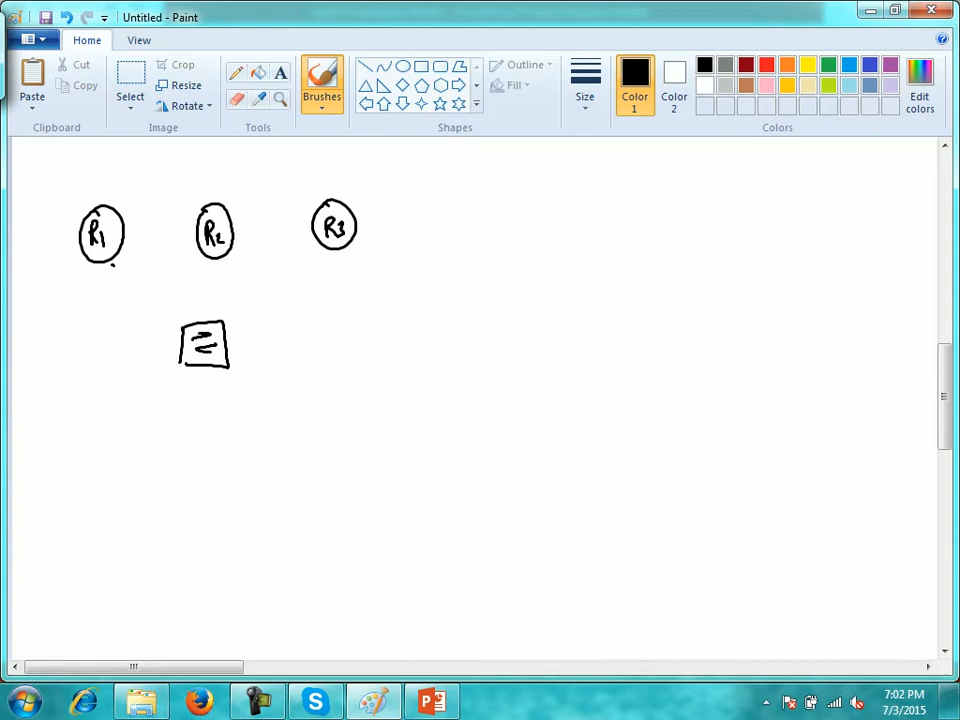 Untitled - Paint
Home View
Paste
Cut
Copy
Clipboard
Select
Crop
Resize
Rotate
Image
A
Tools
Brushes
Outline
Fill
Shapes
Size
Color 1
Color 2
Edit colors
Colors
R1 R2 R3
7:02 PM
7/3/2015